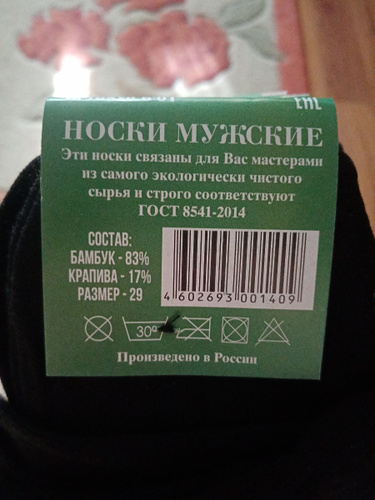 НОСКИ МУЖСКИЕ
Эти носки связаны для Вас мастерами
из самого экологически чистого
сырья и строго соответствуют
ГОСТ 8541-2014
СОСТАВ:
БАМБУК - 83%
КРАПИВА - 17%
РАЗМЕР - 29
4 602693 001409
30°
Произведено в России